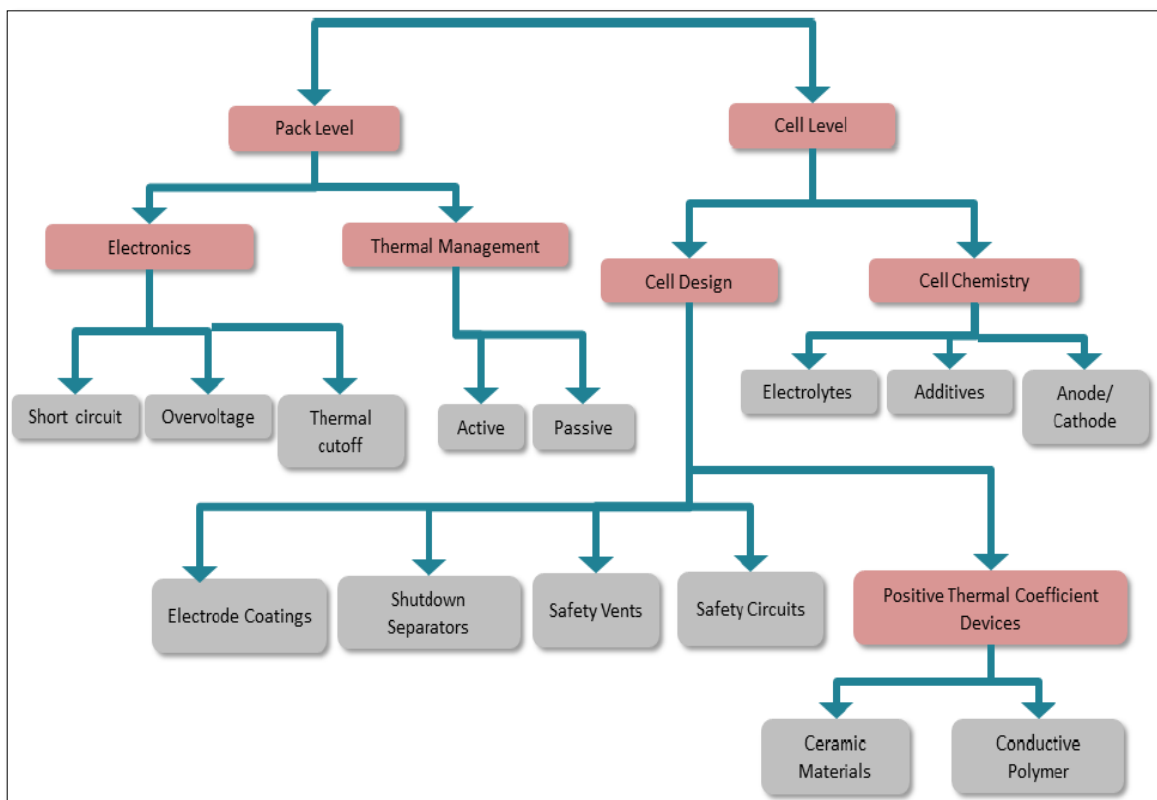 Pack Level
Cell Level
Electronics
Thermal Management
Cell Design
Cell Chemistry
Short circuit
Overvoltage
Thermal
cutoff
Active
Passive
Electrolytes
Additives
Anode/
Cathode
Electrode Coatings
Shutdown
Separators
Safety Vents
Safety Circuits
Positive Thermal Coefficient
Devices
Ceramic
Materials
Conductive
Polymer